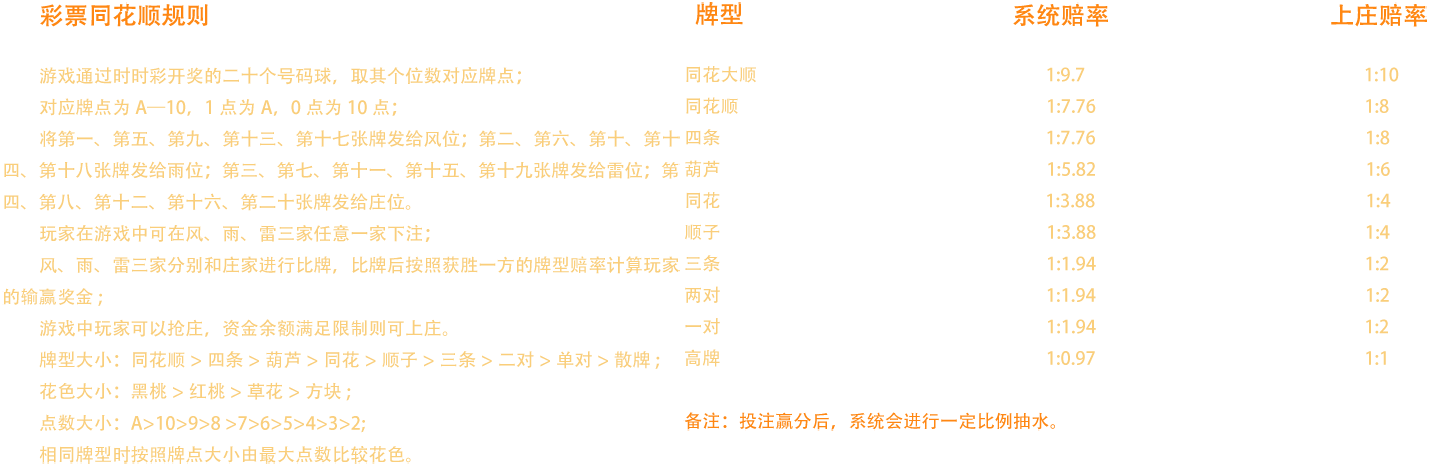 彩票同花顺规则
游戏通过时时彩开奖的二十个号码球，取其个位数对应牌点；
对应牌点为 A—10，1 点为 A，0 点为 10 点；
将第一、第五、第九、第十三、第十七张牌发给风位；第二、第六、第十、第十
四、第十八张牌发给雨位；第三、第七、第十一、第十五、第十九张牌发给雷位；第
四、第八、第十二、第十六、第二十张牌发给庄位。
玩家在游戏中可在风、雨、雷三家任意一家下注；
风、雨、雷三家分别和庄家进行比牌，比牌后按照获胜一方的牌型赔率计算玩家
的输赢奖金 ;
游戏中玩家可以抢庄，资金余额满足限制则可上庄。
牌型大小：同花顺 > 四条 > 葫芦 > 同花 > 顺子 > 三条 > 二对 > 单对 > 散牌 ;
花色大小：黑桃 > 红桃 > 草花 > 方块 ;
点数大小：A>10>9>8 >7>6>5>4>3>2;
相同牌型时按照牌点大小由最大点数比较花色。
牌型 系统赔率 上庄赔率
同花大顺 1:9.7 1:10
同花顺 1:7.76 1:8
四条 1:7.76 1:8
葫芦 1:5.82 1:6
同花 1:3.88 1:4
顺子 1:3.88 1:4
三条 1:1.94 1:2
两对 1:1.94 1:2
一对 1:1.94 1:2
高牌 1:0.97 1:1
备注：投注赢分后，系统会进行一定比例抽水。